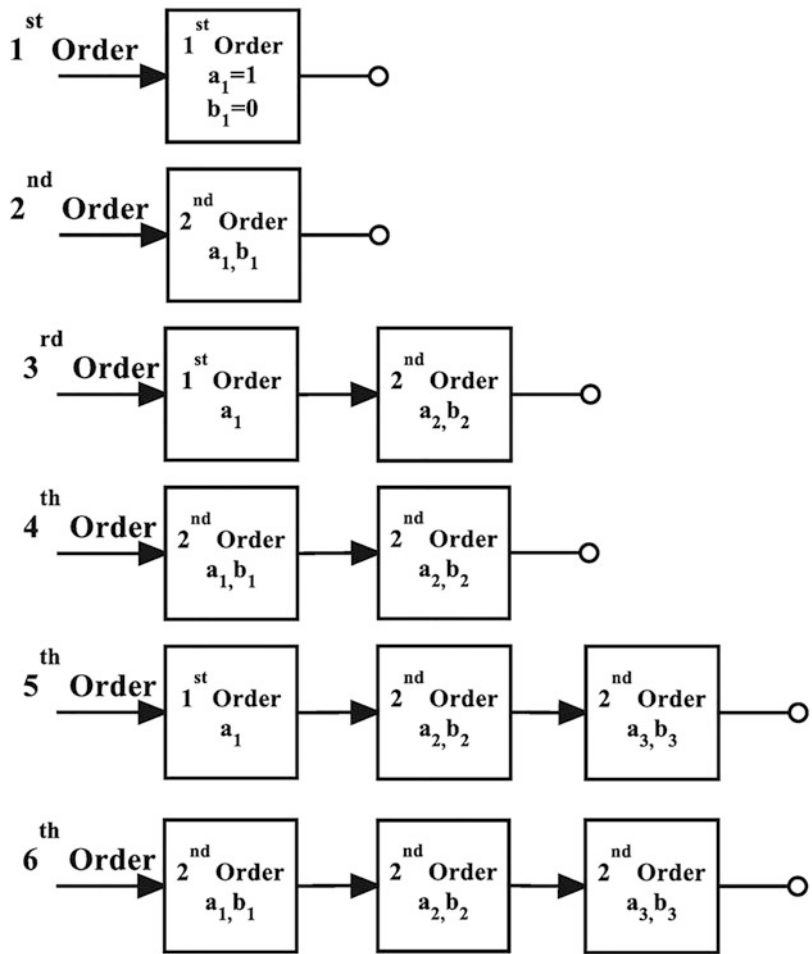 1st Order
1st Order
a1=1
b1=0
2nd Order
2nd Order
a1,b1
3rd Order
1st Order
a1
2nd Order
a2,b2
4th Order
2nd Order
a1,b1
2nd Order
a2,b2
5th Order
1st Order
a1
2nd Order
a2,b2
2nd Order
a3,b3
6th Order
2nd Order
a1,b1
2nd Order
a2,b2
2nd Order
a3,b3